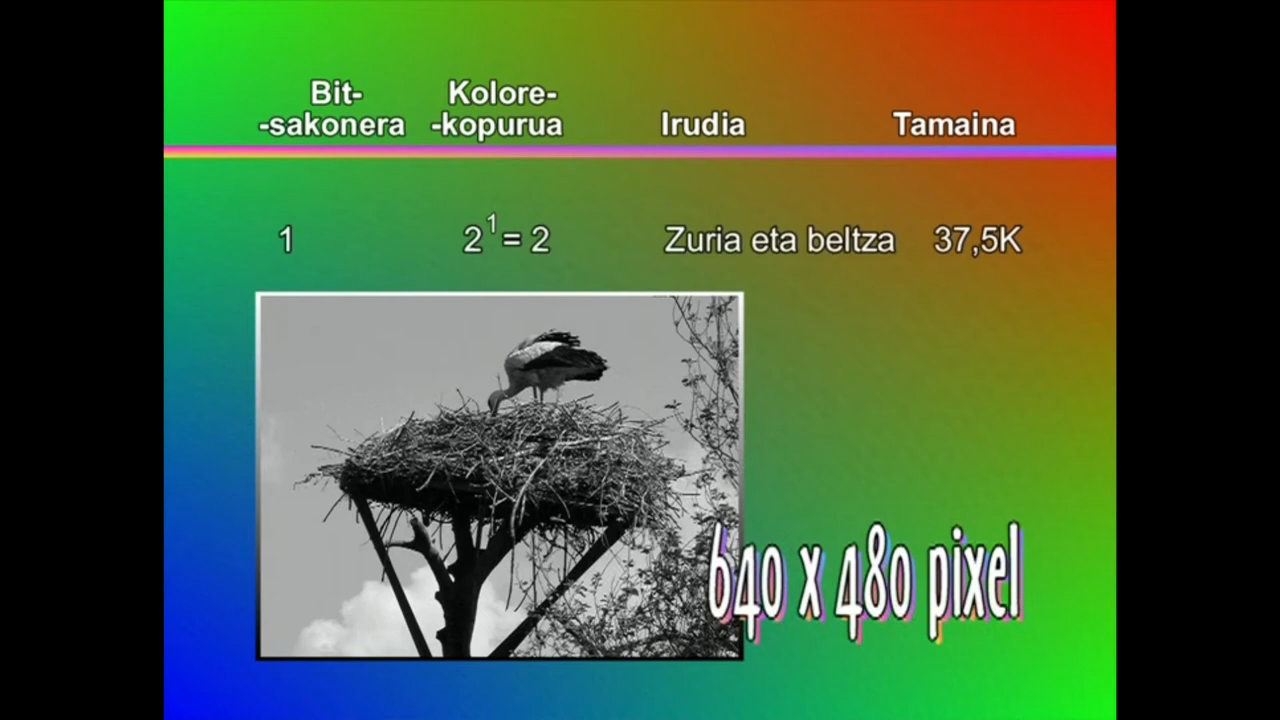 Bit-
-sakonera
Kolore-
-kopurua
Irudia
Tamaina
1
2¹= 2
Zuria eta beltza
37,5K
640 x 480 pixel